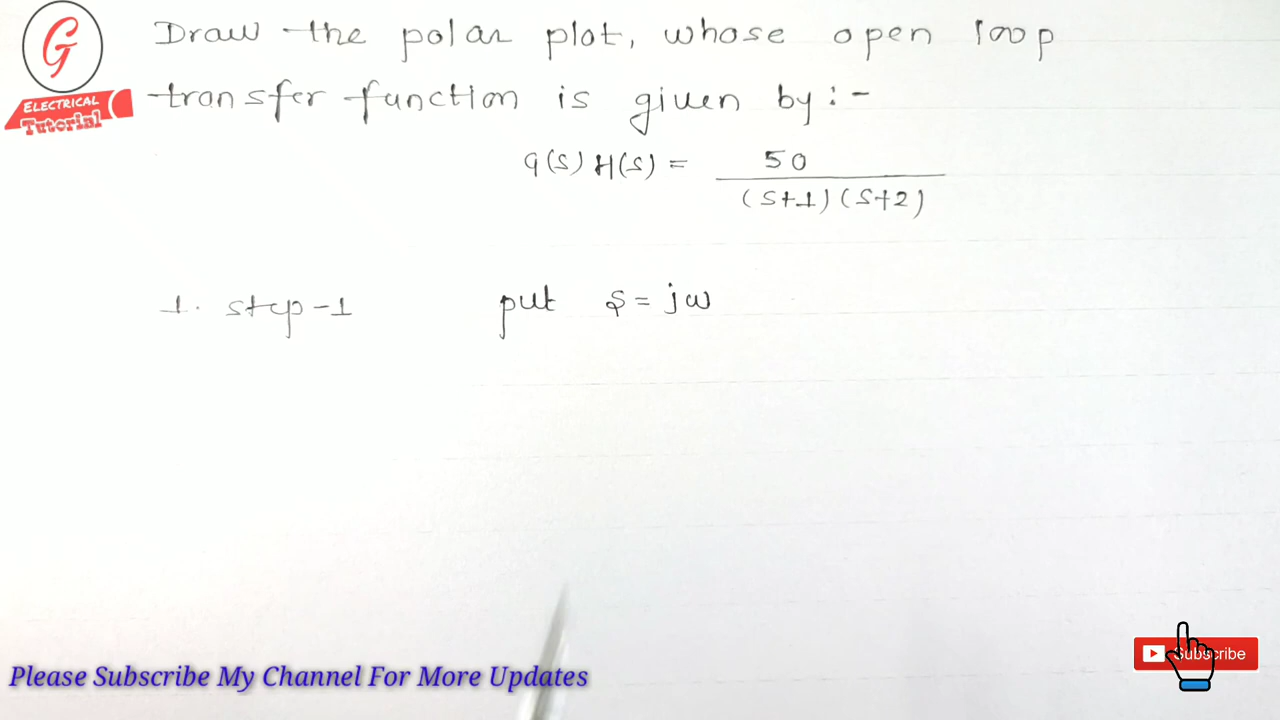 G
ELECTRICAL
Tutorial
Draw the polar plot, whose open loop
transfer function is given by:-
G(S) H(S) = 50
(S+1)(S+2)
1. step-1 put S = jω
Please Subscribe My Channel For More Updates
Subscribe